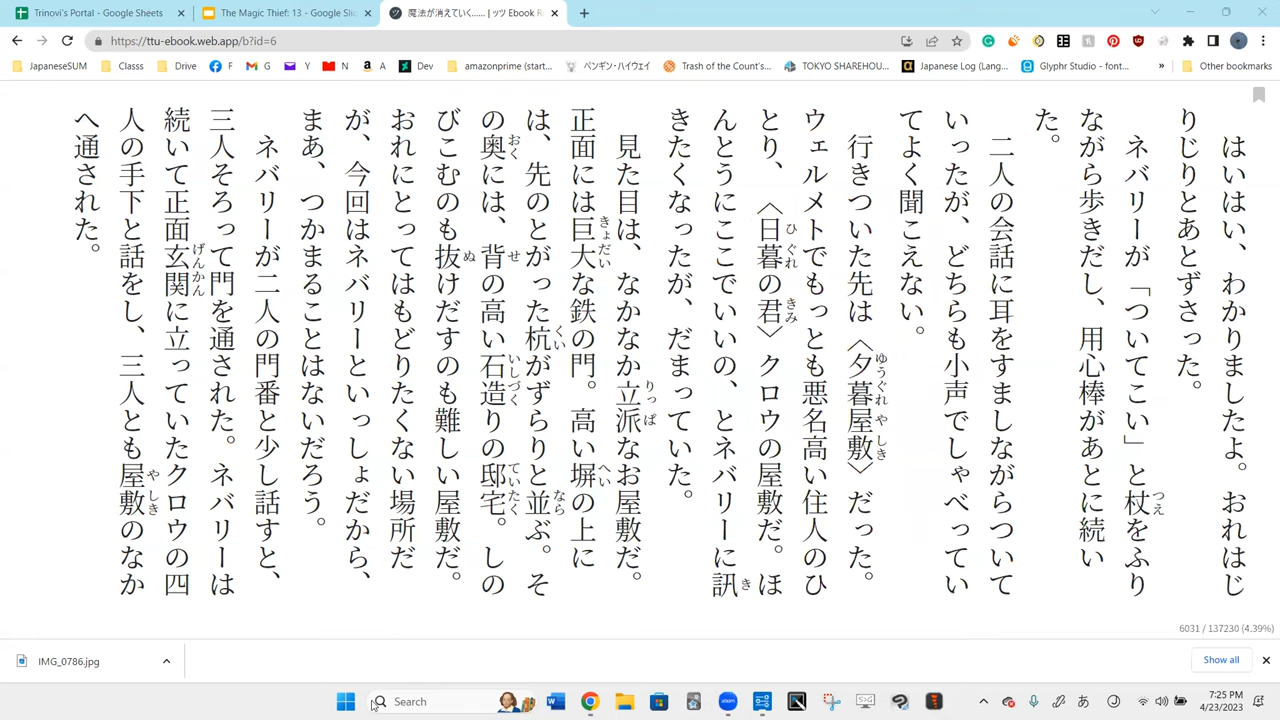 Trinovi's Portal - Google Sheets
The Magic Thief: 13 - Google Slid
魔法が消えていく…… | ッツ Ebook R
https://ttu-ebook.web.app/b?id=6
JapaneseSUM
Classs
Drive
F
G
Y
N
A
Dev
amazonprime (start...
ペンギン・ハイウェイ
Trash of the Count's...
TOKYO SHAREHOU...
Japanese Log (Lang...
Glyphr Studio - font...
»
Other bookmarks
はいはい、わかりましたよ。おれはじ
りじりとあとずさった。
ネバリーが「ついてこい」と杖をふり
ながら歩きだし、用心棒があとに続い
た。
二人の会話に耳をすましながらついて
いったが、どちらも小声でしゃべってい
てよく聞こえない。
行きついた先は〈夕暮屋敷〉だった。
ウェルメトでもっとも悪名高い住人のひ
とり、〈日暮の君〉クロウの屋敷だ。ほ
んとうにここでいいの、とネバリーに訊
きたくなったが、だまっていた。
見た目は、なかなか立派なお屋敷だ。
正面には巨大な鉄の門。高い塀の上に
は、先のとがった杭がずらりと並ぶ。そ
の奥には、背の高い石造りの邸宅。しの
びこむのも抜けだすのも難しい屋敷だ。
おれにとってはもどりたくない場所だ
が、今回はネバリーといっしょだから、
まあ、つかまることはないだろう。
ネバリーが二人の門番と少し話すと、
三人そろって門を通された。ネバリーは
続いて正面玄関に立っていたクロウの四
人の手下と話をし、三人とも屋敷のなか
へ通された。
6031 / 137230 (4.39%)
IMG_0786.jpg
Show all
Search
7:25 PM
4/23/2023